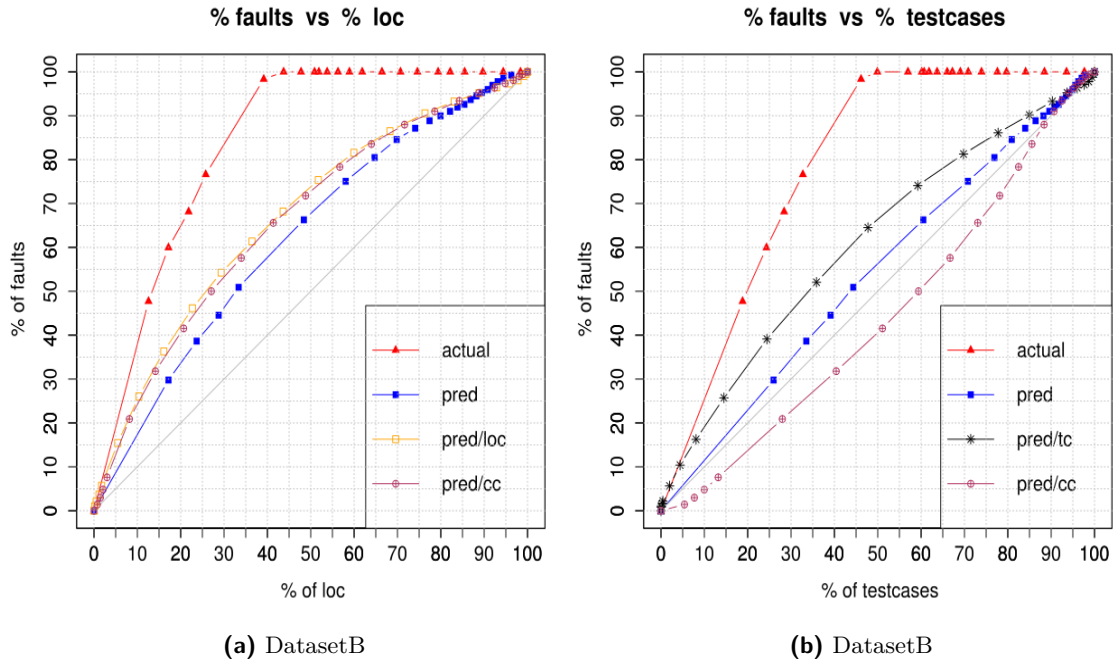 % faults vs % loc
% of faults
0
10
20
30
40
50
60
70
80
90
100
0
10
20
30
40
50
60
70
80
90
100
% of loc
actual
pred
pred/loc
pred/cc
(a) DatasetB
% faults vs % testcases
% of faults
0
10
20
30
40
50
60
70
80
90
100
0
10
20
30
40
50
60
70
80
90
100
% of testcases
actual
pred
pred/tc
pred/cc
(b) DatasetB